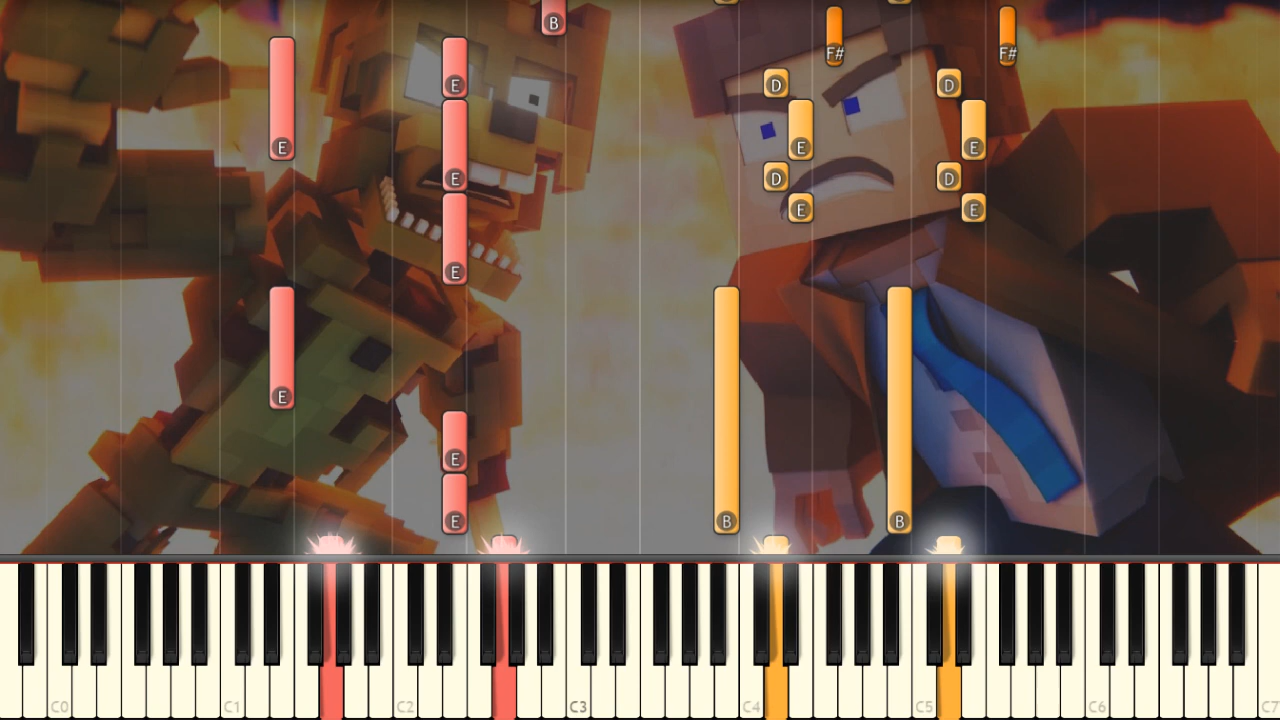 B
F# F#
E D D
E E E
E D D
E E
E
E
E
E B B
C0 C1 C2 C3 C4 C5 C6 C7